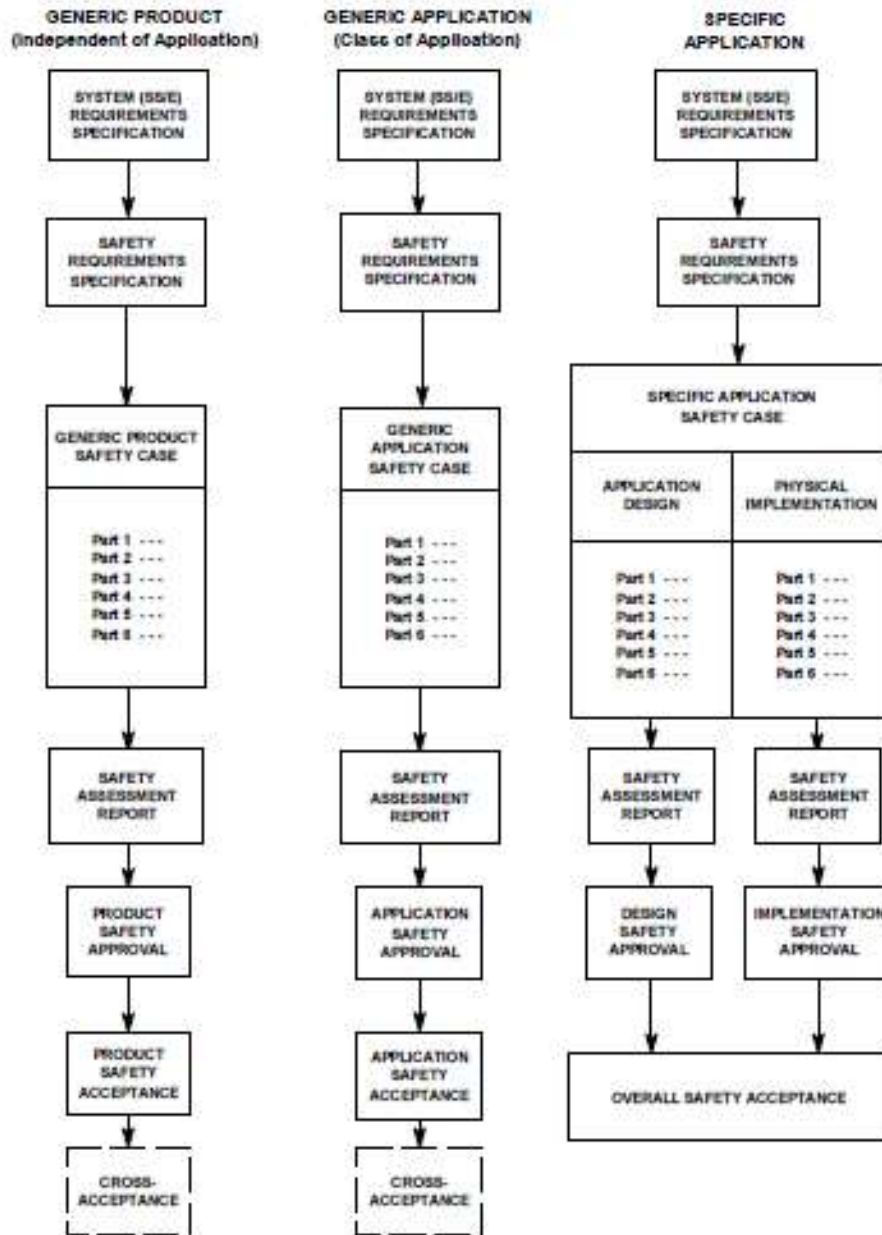 GENERIC PRODUCT
(Independent of Application)
SYSTEM (SS/E)
REQUIREMENTS
SPECIFICATION
SAFETY
REQUIREMENTS
SPECIFICATION
GENERIC PRODUCT
SAFETY CASE
Part 1 ---
Part 2 ---
Part 3 ---
Part 4 ---
Part 5 ---
Part 6 ---
SAFETY
ASSESSMENT
REPORT
PRODUCT
SAFETY
APPROVAL
PRODUCT
SAFETY
ACCEPTANCE
CROSS-
ACCEPTANCE
GENERIC APPLICATION
(Class of Application)
SYSTEM (SS/E)
REQUIREMENTS
SPECIFICATION
SAFETY
REQUIREMENTS
SPECIFICATION
GENERIC
APPLICATION
SAFETY CASE
Part 1 ---
Part 2 ---
Part 3 ---
Part 4 ---
Part 5 ---
Part 6 ---
SAFETY
ASSESSMENT
REPORT
APPLICATION
SAFETY
APPROVAL
APPLICATION
SAFETY
ACCEPTANCE
CROSS-
ACCEPTANCE
SPECIFIC
APPLICATION
SYSTEM (SS/E)
REQUIREMENTS
SPECIFICATION
SAFETY
REQUIREMENTS
SPECIFICATION
SPECIFIC APPLICATION
SAFETY CASE
APPLICATION
DESIGN
Part 1 ---
Part 2 ---
Part 3 ---
Part 4 ---
Part 5 ---
Part 6 ---
SAFETY
ASSESSMENT
REPORT
DESIGN
SAFETY
APPROVAL
PHYSICAL
IMPLEMENTATION
Part 1 ---
Part 2 ---
Part 3 ---
Part 4 ---
Part 5 ---
Part 6 ---
SAFETY
ASSESSMENT
REPORT
IMPLEMENTATION
SAFETY
APPROVAL
OVERALL SAFETY ACCEPTANCE